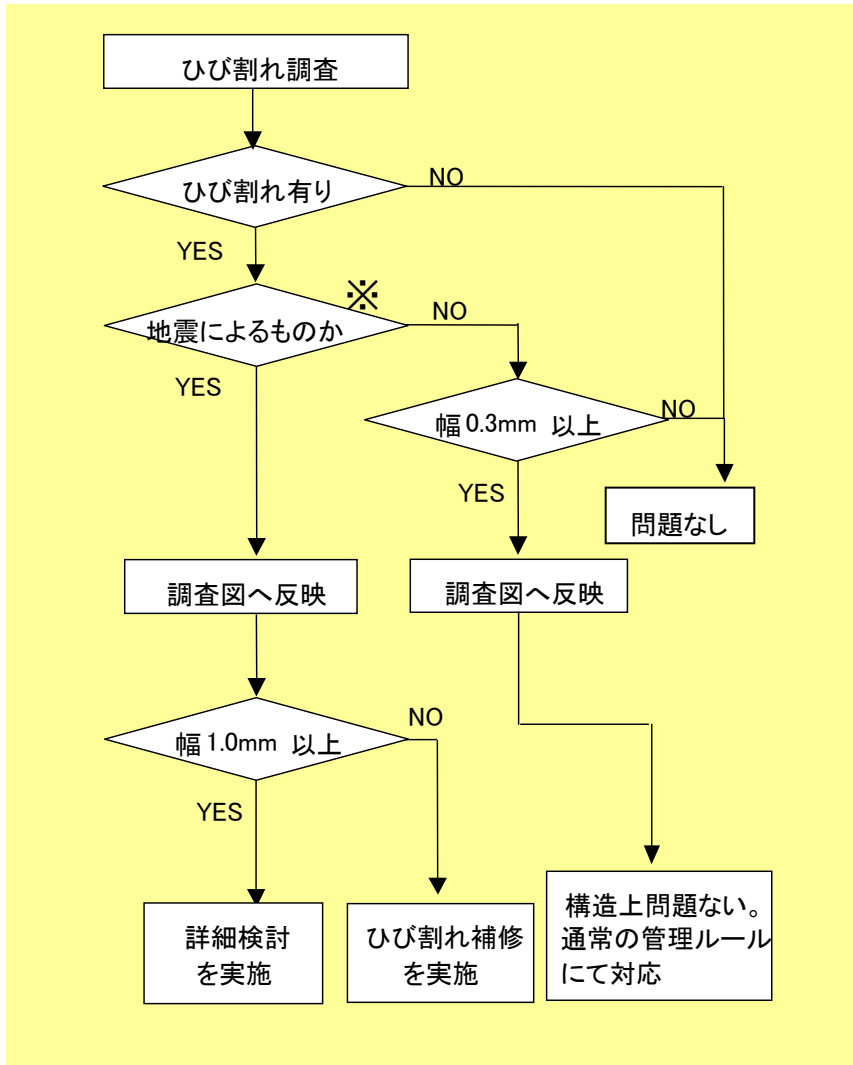 ひび割れ調査
ひび割れ有り
NO
YES
※
地震によるものか
NO
YES
幅0.3mm 以上
NO
YES
問題なし
調査図へ反映
調査図へ反映
幅1.0mm 以上
NO
YES
詳細検討
を実施
ひび割れ補修
を実施
構造上問題ない。
通常の管理ルール
にて対応